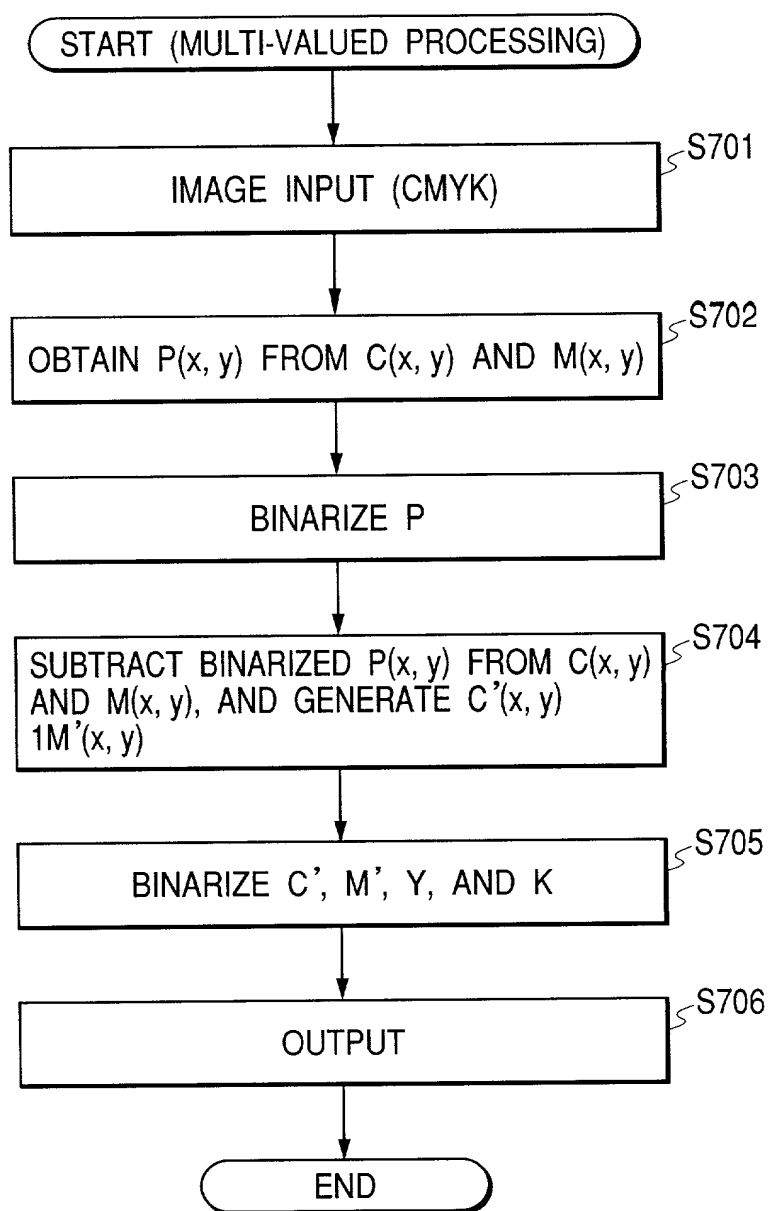 START (MULTI-VALUED PROCESSING)
S701
IMAGE INPUT (CMYK)
S702
OBTAIN P(x, y) FROM C(x, y) AND M(x, y)
S703
BINARIZE P
S704
SUBTRACT BINARIZED P(x, y) FROM C(x, y)
AND M(x, y), AND GENERATE C’(x, y)
1M’(x, y)
S705
BINARIZE C’, M’, Y, AND K
S706
OUTPUT
END